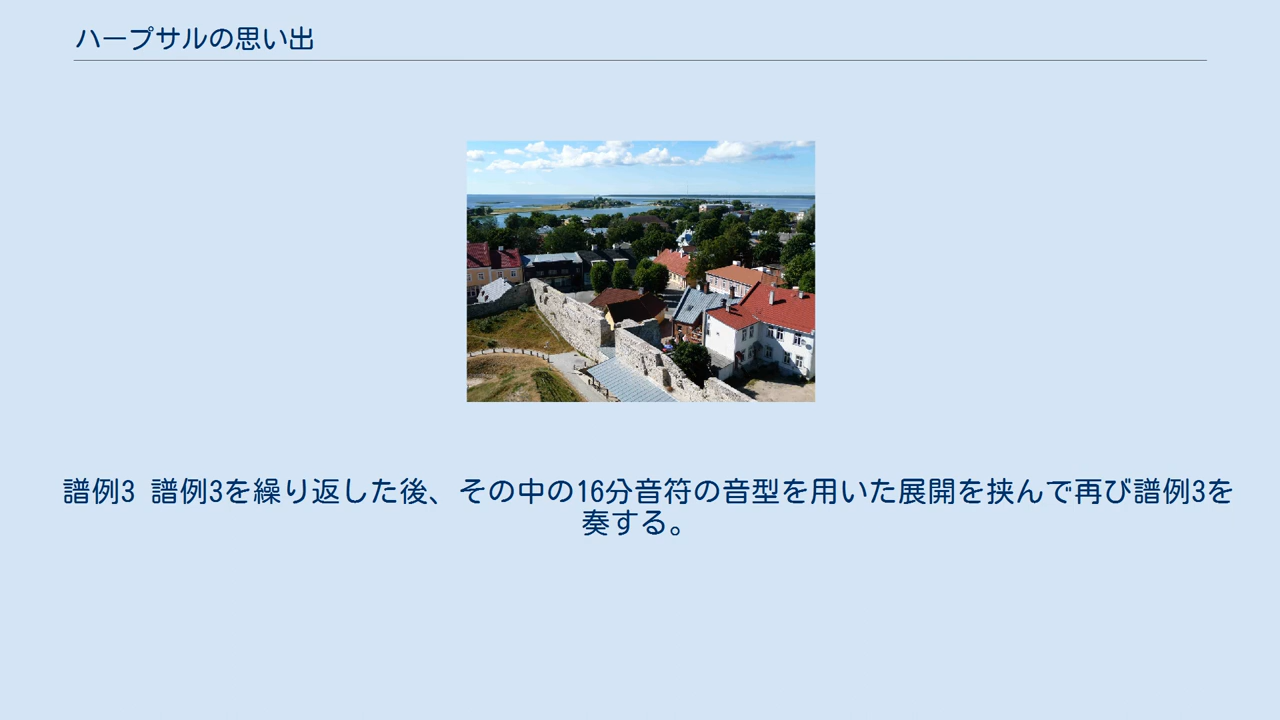 ハープサルの思い出
譜例3 譜例3を繰り返した後、その中の16分音符の音型を用いた展開を挟んで再び譜例3を
奏する。